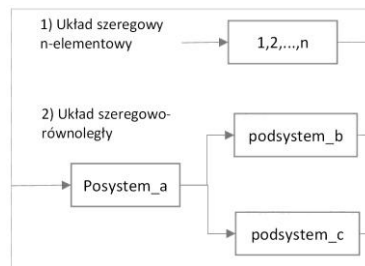 1) Układ szeregowy
n-elementowy
1,2,...,n
2) Układ szeregowo-
równoległy
podsystem_b
Posystem_a
podsystem_c